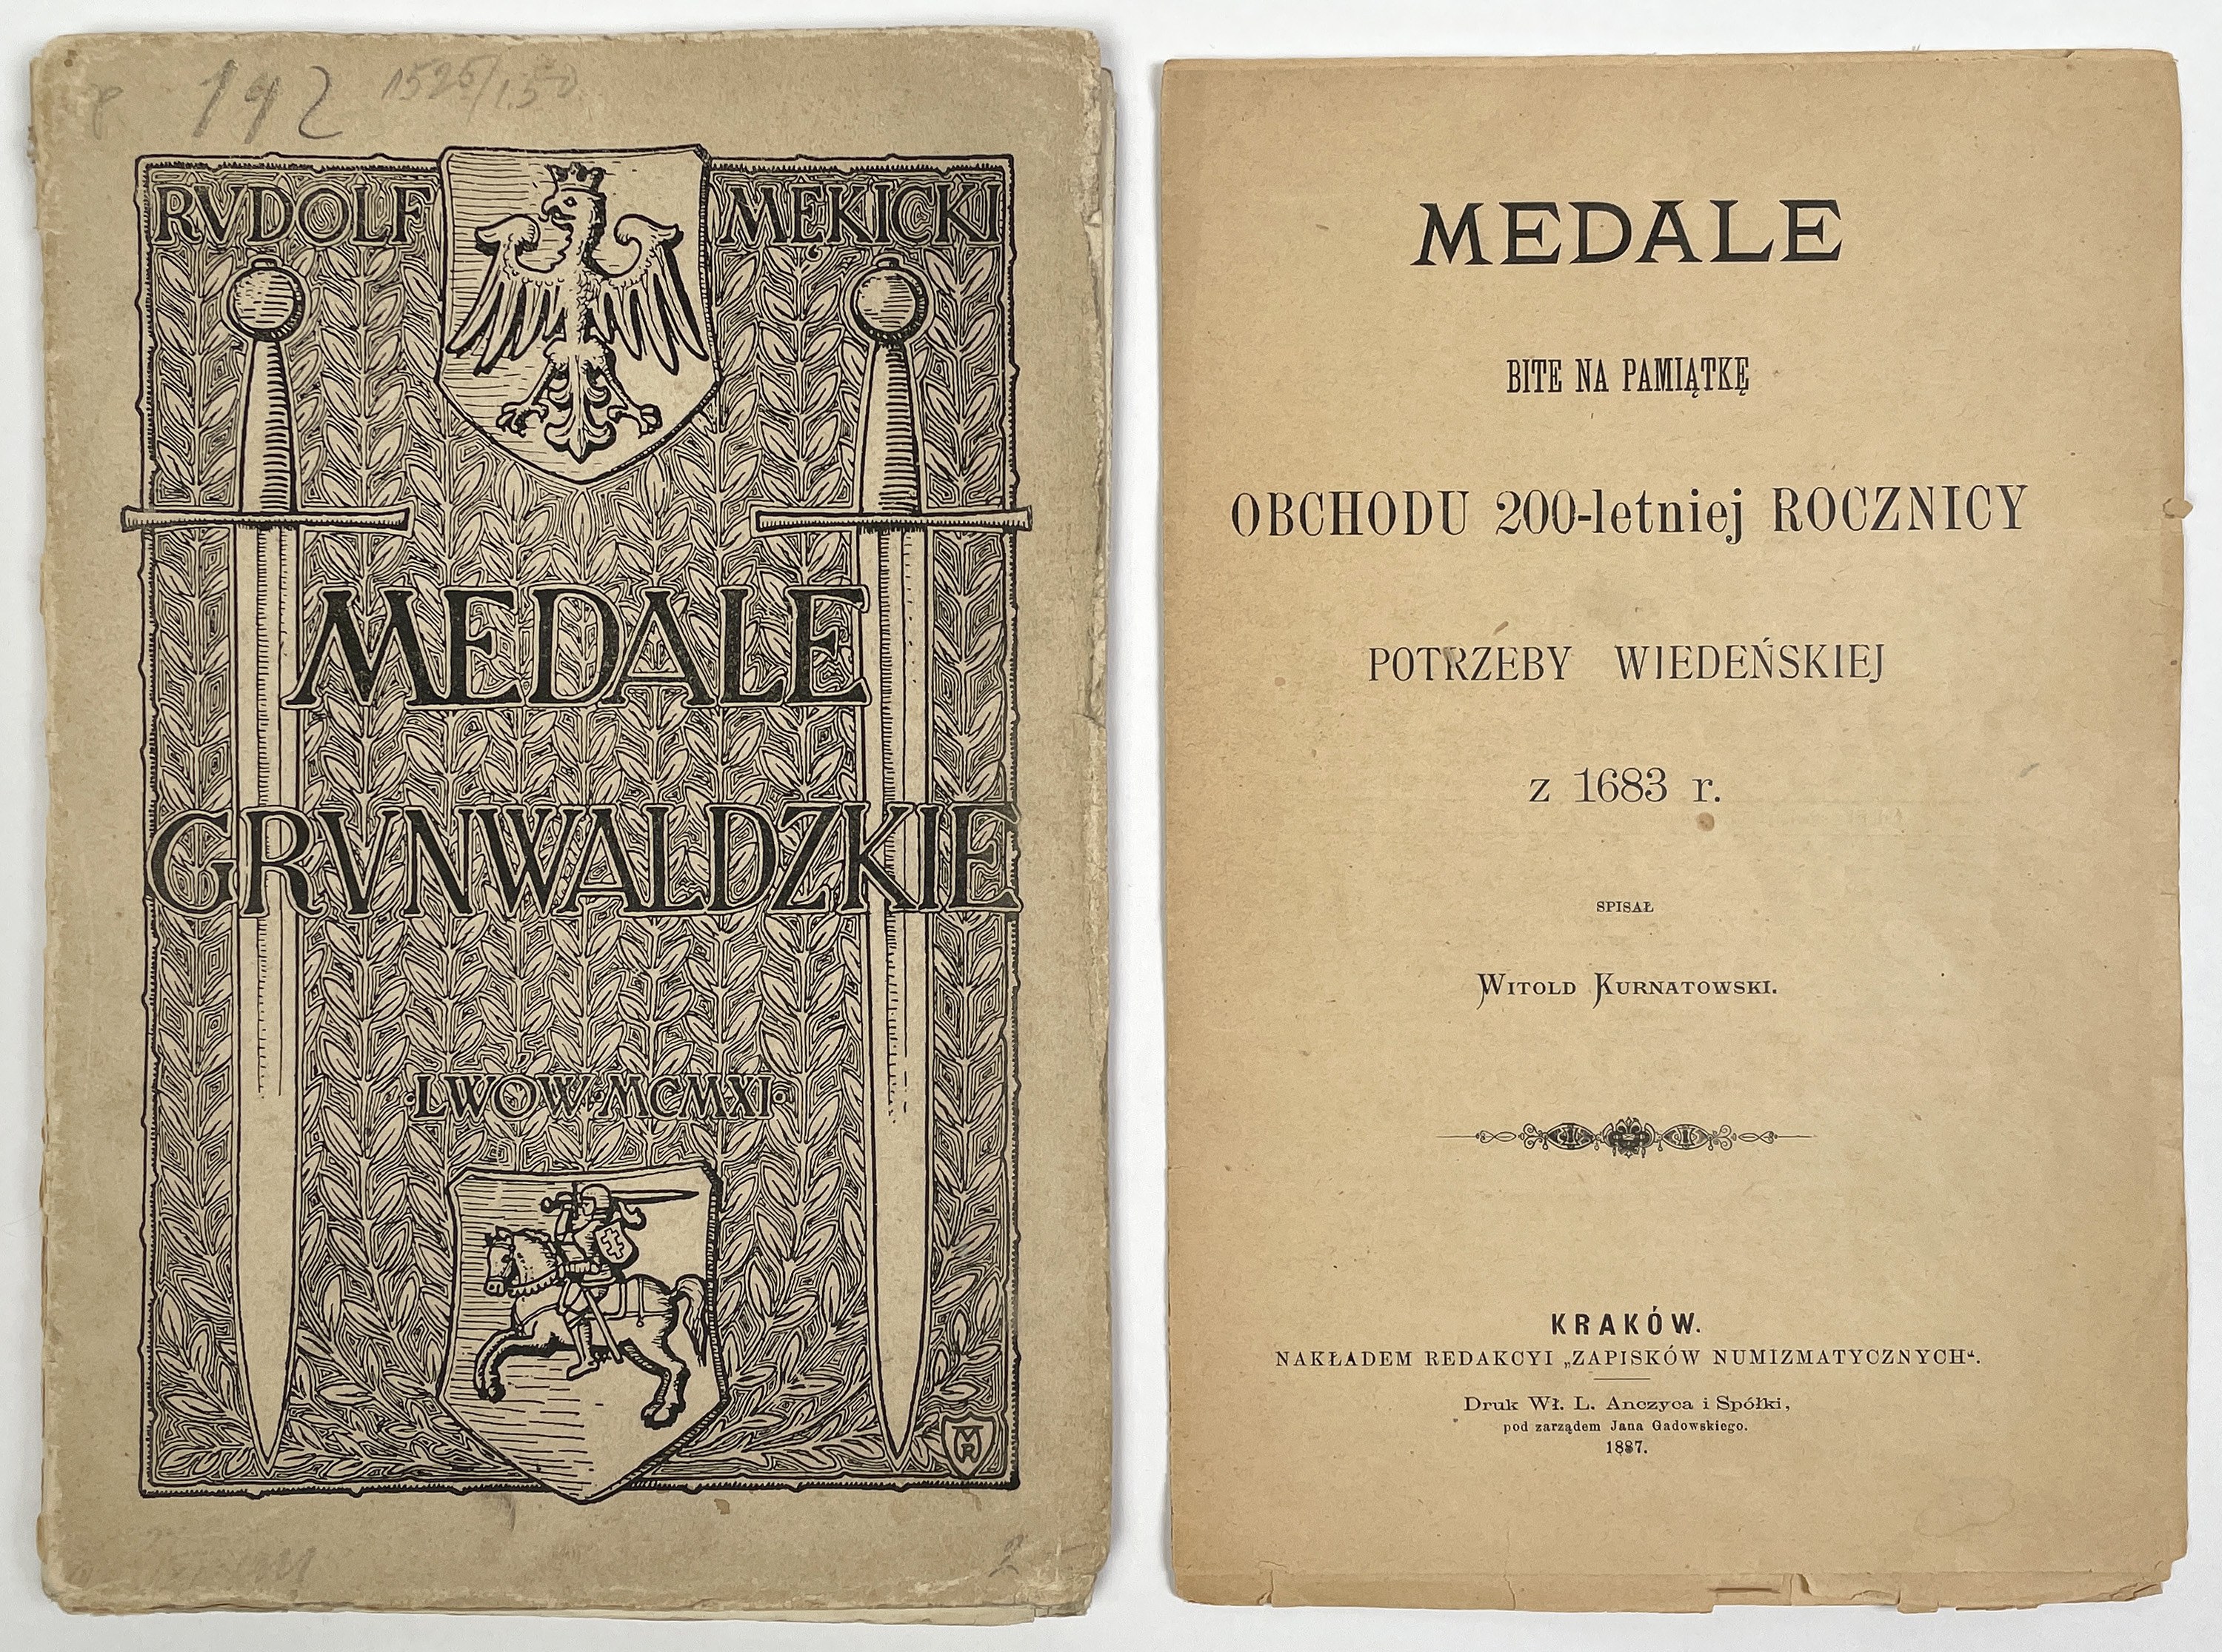 192 1525/1.50
RVDOLF MĘKICKI
MEDALE
GRVNWALDZKIE
·LWÓW·MCMXI·
MR
2
MEDALE
BITE NA PAMIĄTKĘ
OBCHODU 200-letniej ROCZNICY
POTRZEBY WIEDEŃSKIEJ
z 1683 r.
SPISAŁ
WITOLD KURNATOWSKI.
KRAKÓW.
NAKŁADEM REDAKCYI „ZAPISKÓW NUMIZMATYCZNYCH“.
Druk Wł. L. Anczyca i Spółki,
pod zarządem Jana Gadowskiego.
1887.